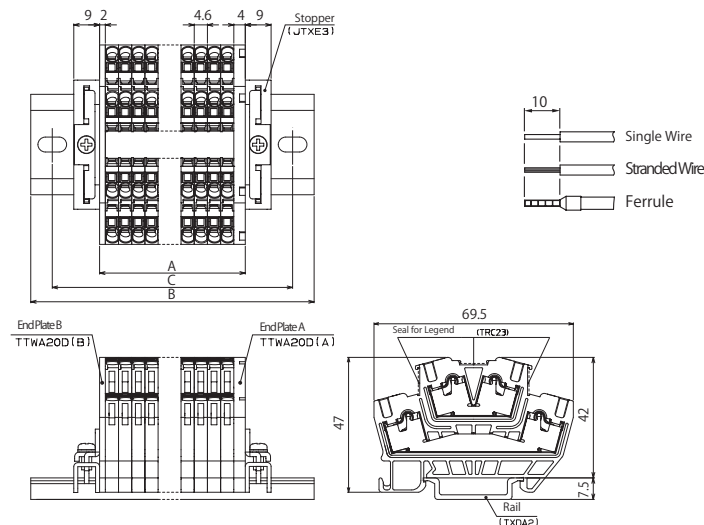 9 2 4.6 4 9
Stopper
(JTXE3)
A
C
B
10
Single Wire
Stranded Wire
Ferrule
End Plate B
TTWA20D(B)
End Plate A
TTWA20D(A)
69.5
Seal for Legend (TRC23)
47
42
7.5
Rail
(TXDA2)